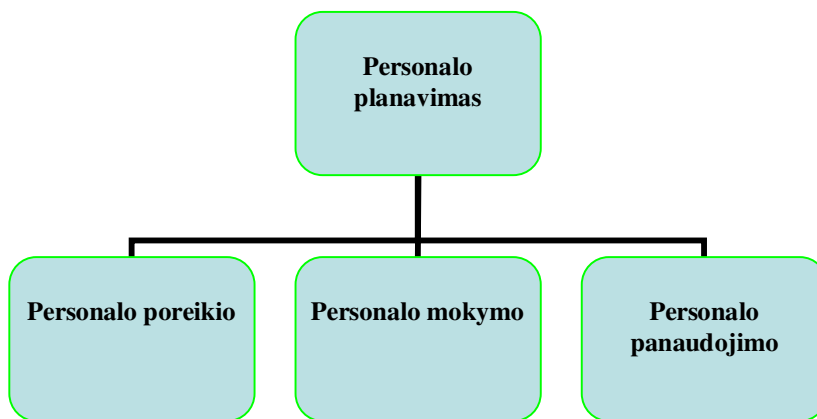 Personalo
planavimas
Personalo poreikio
Personalo mokymo
Personalo
panaudojimo